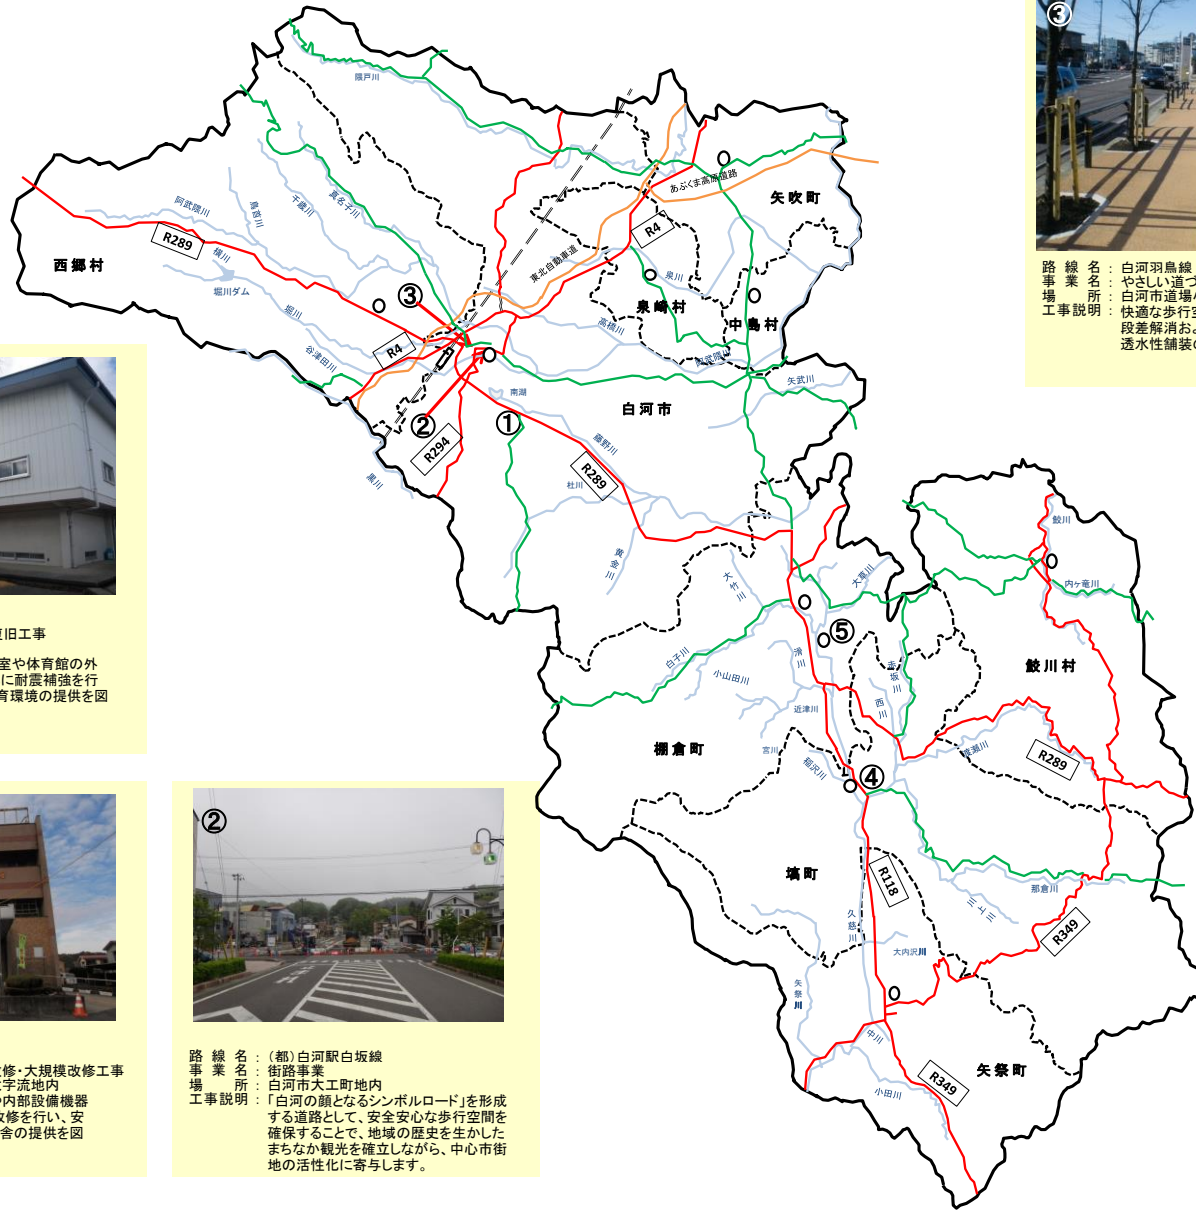 ③
路線名：白河羽鳥線
事業名：やさしい道づ
場所：白河市道場
工事説明：快適な歩行空
段差解消お
透水性舗装の
隈戸川
阿武隈川
鳥首川
千歳川
真名子川
R289
横川
西郷村
堀川ダム
堀川
谷津田川
R4
③
東北自動車道
R4
あぶくま高原道路
矢吹町
泉川
泉崎村
中島村
高橋川
阿武隈川
矢武川
白河市
南湖
②
①
R294
黒川
藤野川
R289
社川
黄金川
大竹川
大草川
⑤
白子川
小山田川
滑川
近津川
宮川
稲沢川
棚倉町
④
西川
渡瀬川
R289
鮫川
内ヶ竜川
鮫川村
塙町
R118
久慈川
大内沢川
那倉川
R349
矢祭川
中川
小田川
R349
矢祭町
復旧工事
室や体育館の外
に耐震補強を行
育環境の提供を図
修・大規模改修工事
字流地内
内部設備機器
改修を行い、安
舎の提供を図
②
路線名：（都）白河駅白坂線
事業名：街路事業
場所：白河市大工町地内
工事説明：「白河の顔となるシンボルロード」を形成
する道路として、安全安心な歩行空間を
確保することで、地域の歴史を生かした
まちなか観光を確立しながら、中心市街
地の活性化に寄与します。